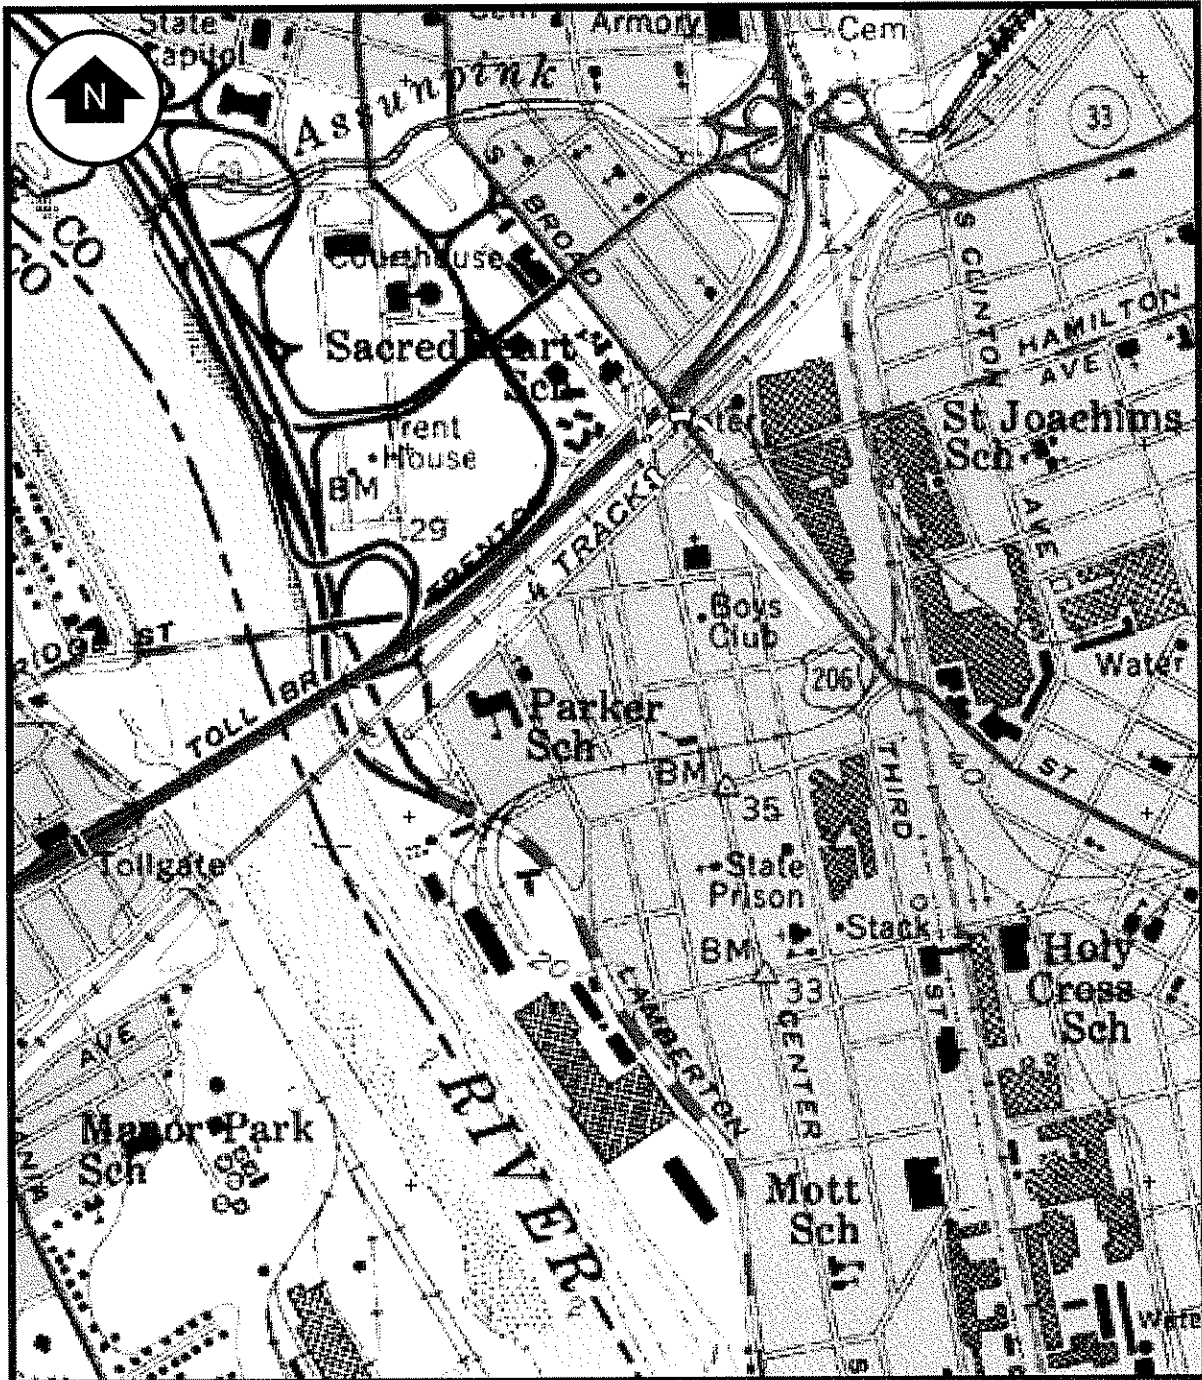 State
Capitol
Cem
Armory
Cem
N
Assunpink
33
CO
CO
S BROAD
S CLINTON
Courthouse
HAMILTON
AVE
Sacred Heart
Sch
St Joachims
Sch
Trent
House
BM
29
TRACK
AVE
Boys
Club
Water
206
TOLL BR
Parker
Sch
BM
35
THIRD
40
ST
Tollgate
State
Prison
Stack
BM
33
Holy
Cross
Sch
20
LAMBERTON
CENTER
ST
AVE
RIVER
Manor Park
Sch
Mott
Sch